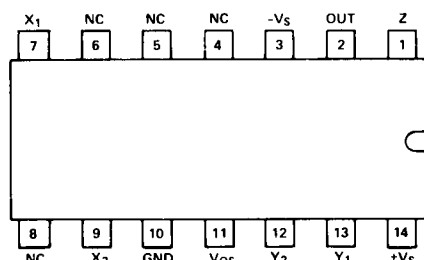 X1 NC NC NC -VS OUT Z
7 6 5 4 3 2 1
8 9 10 11 12 13 14
NC X2 GND VOS Y2 Y1 +VS